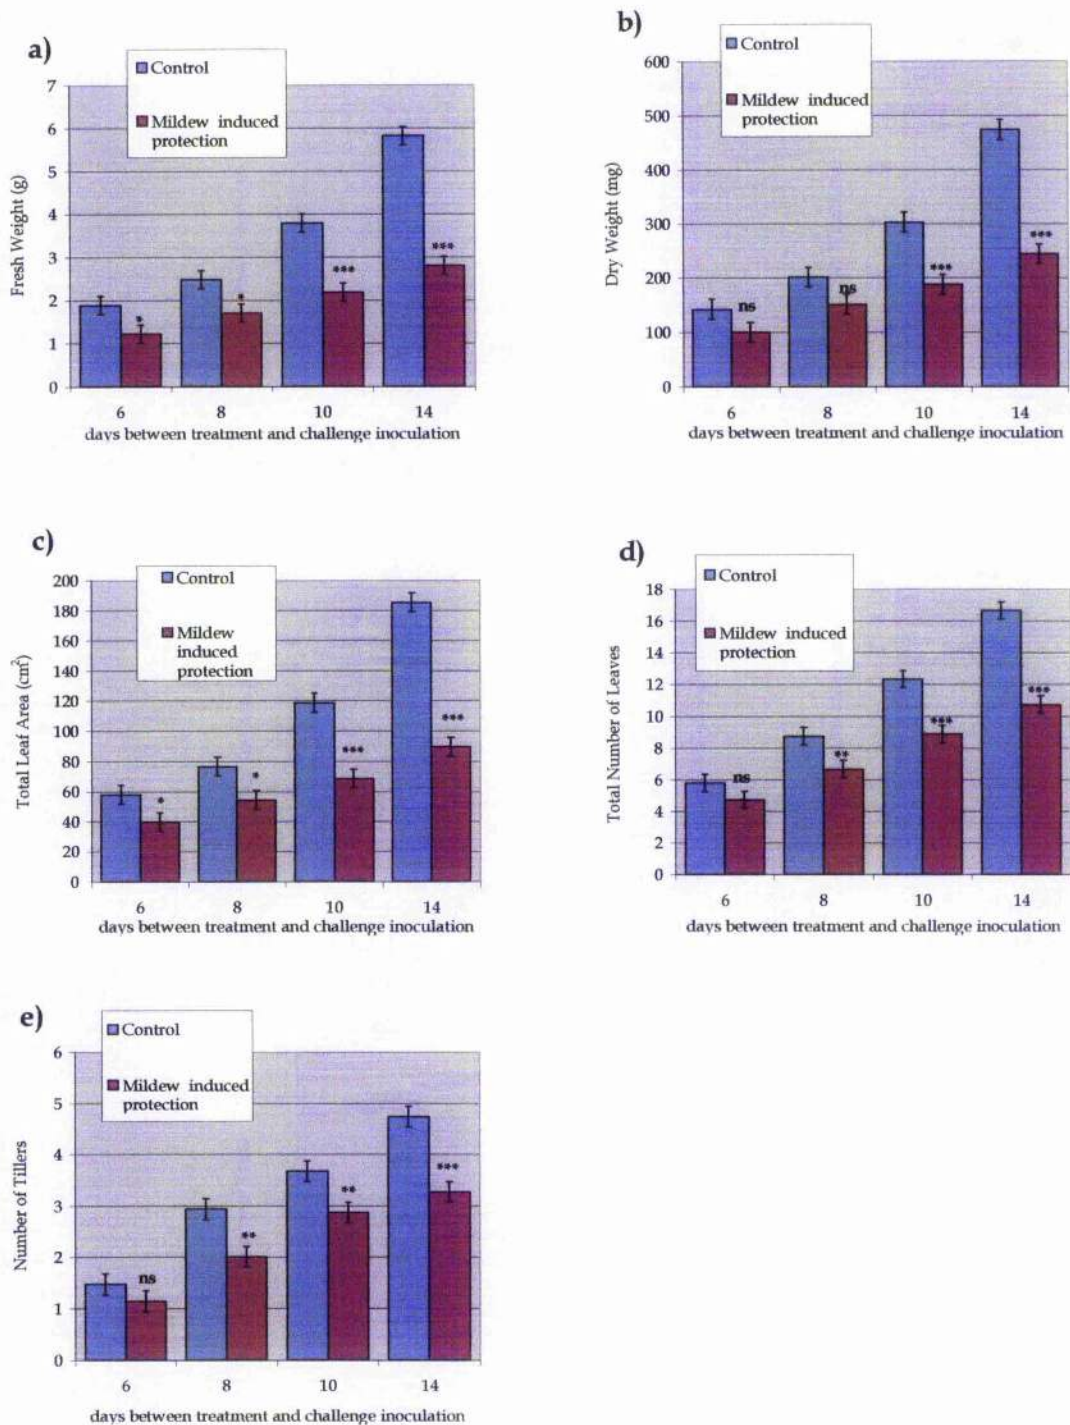 a)
Control
Mildew induced
protection
7
6
5
4
3
2
1
0
Fresh Weight (g)
*
*
***
***
6 8 10 14
days between treatment and challenge inoculation
b)
Control
Mildew induced
protection
600
500
400
300
200
100
0
Dry Weight (mg)
ns
ns
***
***
6 8 10 14
days between treatment and challenge inoculation
c)
Control
Mildew
induced
protection
200
180
160
140
120
100
80
60
40
20
0
Total Leaf Area (cm²)
*
*
***
***
6 8 10 14
days between treatment and challenge inoculation
d)
Control
Mildew induced
protection
18
16
14
12
10
8
6
4
2
0
Total Number of Leaves
ns
**
***
***
6 8 10 14
days between treatment and challenge inoculation
e)
Control
Mildew induced
protection
6
5
4
3
2
1
0
Number of Tillers
ns
**
**
***
6 8 10 14
days between treatment and challenge inoculation